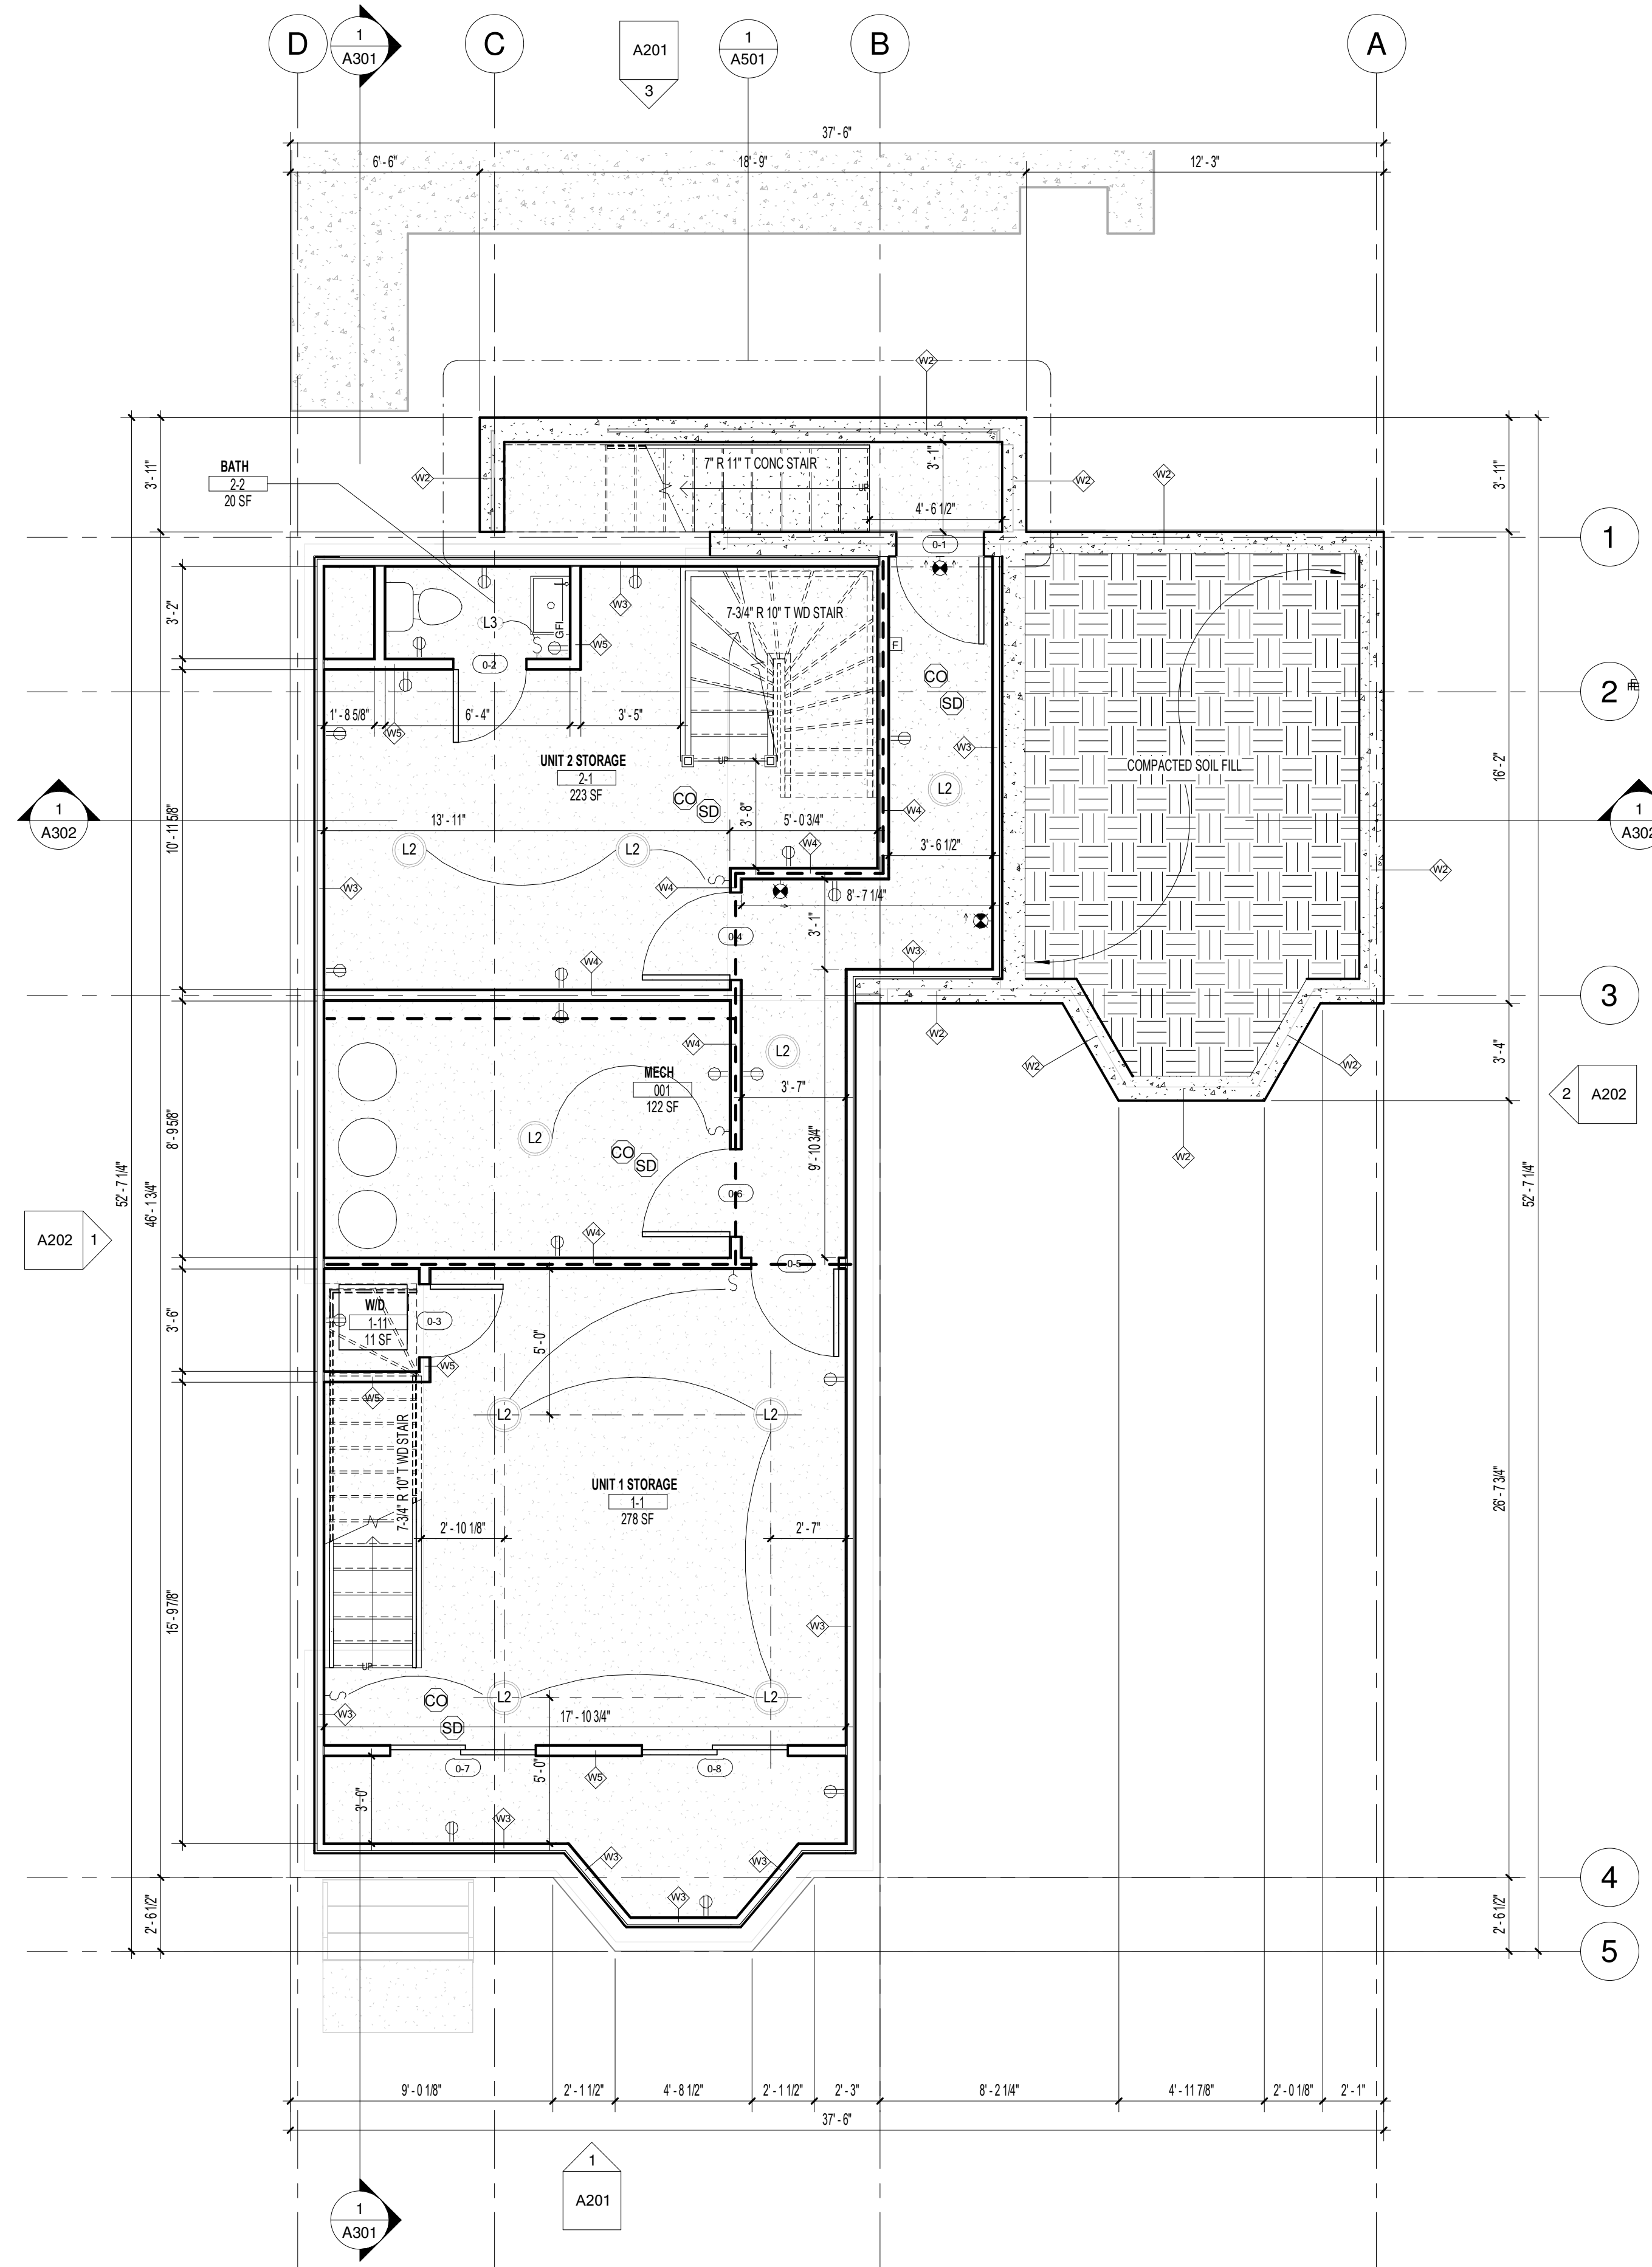 D
1
A301
C
A201
3
1
A501
B
A
37' - 6"
6' - 6"
18' - 9"
12' - 3"
W2
3' - 11"
BATH
2-2
20 SF
W2
7" R 11" T CONC STAIR
UP
3' - 1"
4' - 6 1/2"
W2
W2
3' - 11"
0-1
1
3' - 2"
L3
GFI
W3
W5
0-2
7-3/4" R 10" T WD STAIR
F
CO
SD
2
1' - 8 5/8"
6' - 4"
3' - 5"
W5
UP
W3
UNIT 2 STORAGE
2-1
223 SF
COMPACTED SOIL FILL
16' - 2"
CO
SD
3' - 8"
L2
W4
1
A302
10' - 11 5/8"
13' - 11"
5' - 0 3/4"
W4
3' - 6 1/2"
1
A302
L2
L2
W3
W4
8' - 7 1/4"
W2
0-4
3' - 1"
W4
W3
3
W2
W4
L2
W2
W2
3' - 4"
MECH
001
122 SF
3' - 7"
2
A202
8' - 9 5/8"
L2
CO
SD
9' - 10 3/4"
W2
52' - 7 1/4"
46' - 1 3/4"
0-6
52' - 7 1/4"
A202
1
W4
0-5
3' - 6"
W/D
1-11
11 SF
0-3
5' - 0"
W5
W5
L2
L2
7-3/4" R 10" T WD STAIR
UNIT 1 STORAGE
1-1
278 SF
26' - 7 3/4"
2' - 10 1/8"
2' - 7"
15' - 9 7/8"
W3
UP
CO
L2
L2
W3
SD
17' - 10 3/4"
0-7
0-8
W5
5' - 0"
3' - 0"
W3
W3
W3
W3
4
2' - 6 1/2"
2' - 6 1/2"
5
9' - 0 1/8"
2' - 1 1/2"
4' - 8 1/2"
2' - 1 1/2"
2' - 3"
8' - 2 1/4"
4' - 11 7/8"
2' - 0 1/8"
2' - 1"
37' - 6"
1
A201
1
A301